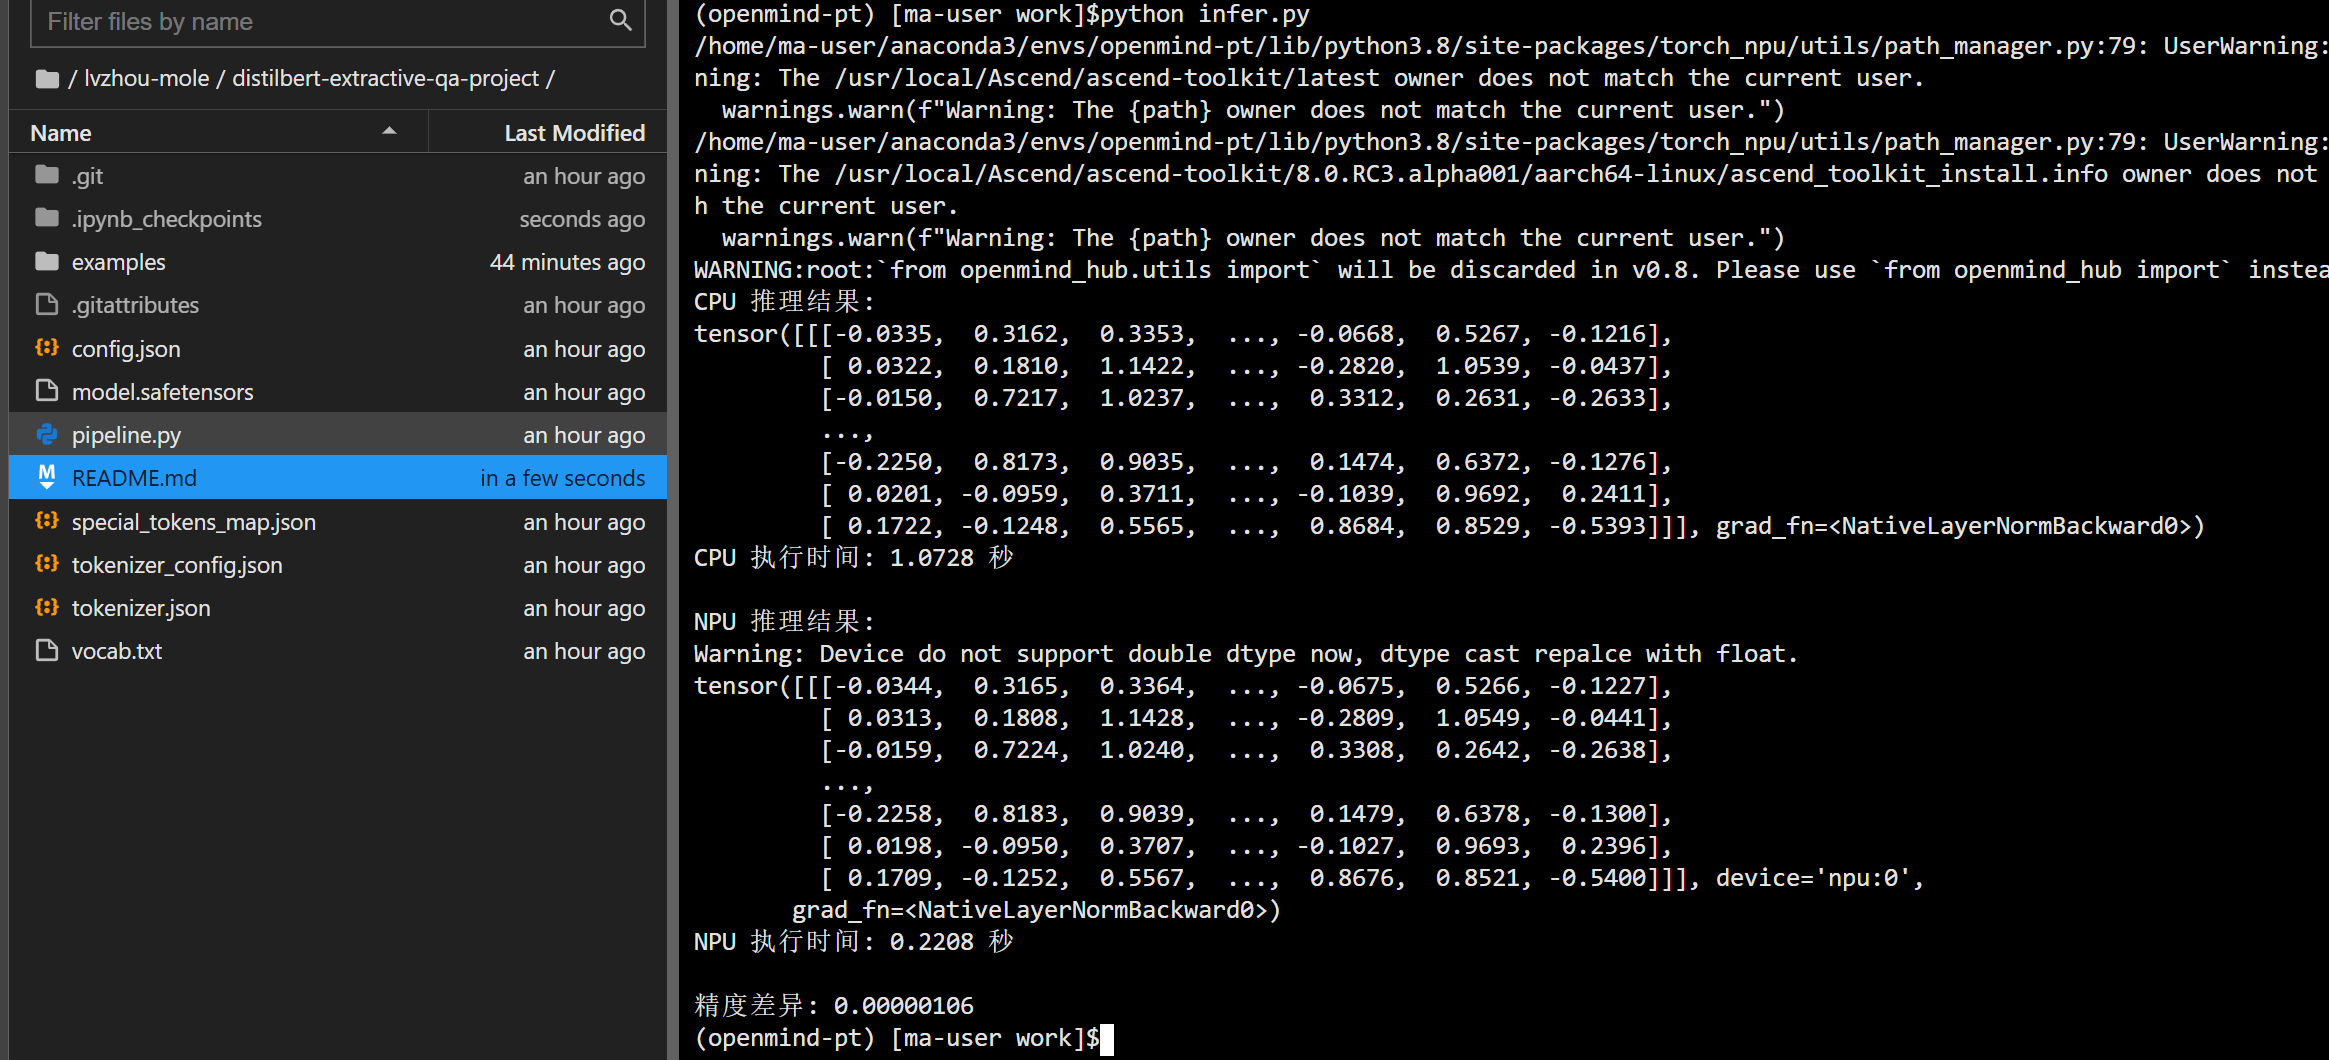 Filter files by name
/ lvzhou-mole / distilbert-extractive-qa-project /
Name Last Modified
.git an hour ago
.ipynb_checkpoints seconds ago
examples 44 minutes ago
.gitattributes an hour ago
config.json an hour ago
model.safetensors an hour ago
pipeline.py an hour ago
README.md in a few seconds
special_tokens_map.json an hour ago
tokenizer_config.json an hour ago
tokenizer.json an hour ago
vocab.txt an hour ago
(openmind-pt) [ma-user work]$python infer.py
/home/ma-user/anaconda3/envs/openmind-pt/lib/python3.8/site-packages/torch_npu/utils/path_manager.py:79: UserWarning:
ning: The /usr/local/Ascend/ascend-toolkit/latest owner does not match the current user.
  warnings.warn(f"Warning: The {path} owner does not match the current user.")
/home/ma-user/anaconda3/envs/openmind-pt/lib/python3.8/site-packages/torch_npu/utils/path_manager.py:79: UserWarning:
ning: The /usr/local/Ascend/ascend-toolkit/8.0.RC3.alpha001/aarch64-linux/ascend_toolkit_install.info owner does not
h the current user.
  warnings.warn(f"Warning: The {path} owner does not match the current user.")
WARNING:root:`from openmind_hub.utils import` will be discarded in v0.8. Please use `from openmind_hub import` instea
CPU 推理结果:
tensor([[[-0.0335,  0.3162,  0.3353,  ..., -0.0668,  0.5267, -0.1216],
         [ 0.0322,  0.1810,  1.1422,  ..., -0.2820,  1.0539, -0.0437],
         [-0.0150,  0.7217,  1.0237,  ...,  0.3312,  0.2631, -0.2633],
         ...,
         [-0.2250,  0.8173,  0.9035,  ...,  0.1474,  0.6372, -0.1276],
         [ 0.0201, -0.0959,  0.3711,  ..., -0.1039,  0.9692,  0.2411],
         [ 0.1722, -0.1248,  0.5565,  ...,  0.8684,  0.8529, -0.5393]]], grad_fn=<NativeLayerNormBackward0>)
CPU 执行时间: 1.0728 秒
NPU 推理结果:
Warning: Device do not support double dtype now, dtype cast repalce with float.
tensor([[[-0.0344,  0.3165,  0.3364,  ..., -0.0675,  0.5266, -0.1227],
         [ 0.0313,  0.1808,  1.1428,  ..., -0.2809,  1.0549, -0.0441],
         [-0.0159,  0.7224,  1.0240,  ...,  0.3308,  0.2642, -0.2638],
         ...,
         [-0.2258,  0.8183,  0.9039,  ...,  0.1479,  0.6378, -0.1300],
         [ 0.0198, -0.0950,  0.3707,  ..., -0.1027,  0.9693,  0.2396],
         [ 0.1709, -0.1252,  0.5567,  ...,  0.8676,  0.8521, -0.5400]]], device='npu:0',
       grad_fn=<NativeLayerNormBackward0>)
NPU 执行时间: 0.2208 秒
精度差异: 0.00000106
(openmind-pt) [ma-user work]$